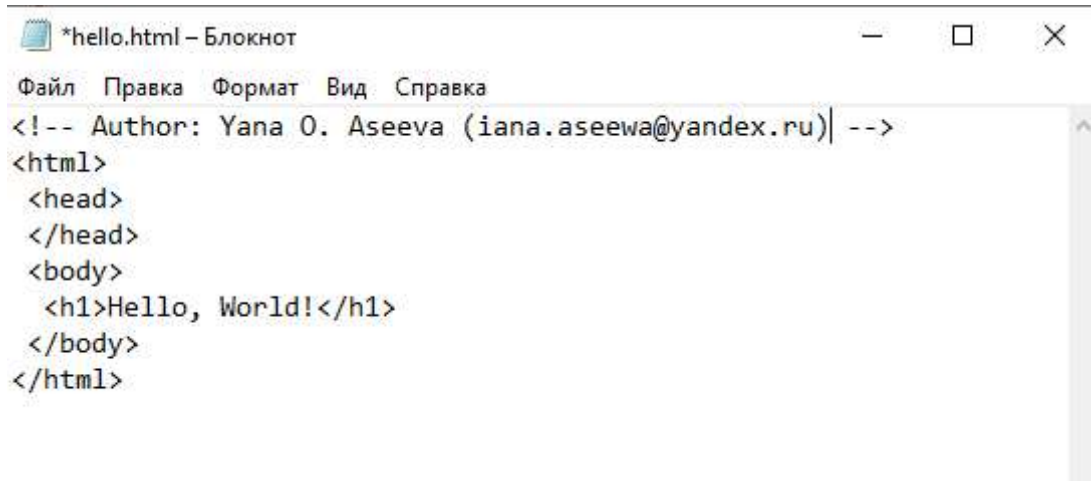 *hello.html – Блокнот
Файл Правка Формат Вид Справка
<!-- Author: Yana O. Aseeva (iana.aseewa@yandex.ru) -->
<html>
 <head>
 </head>
 <body>
  <h1>Hello, World!</h1>
 </body>
</html>